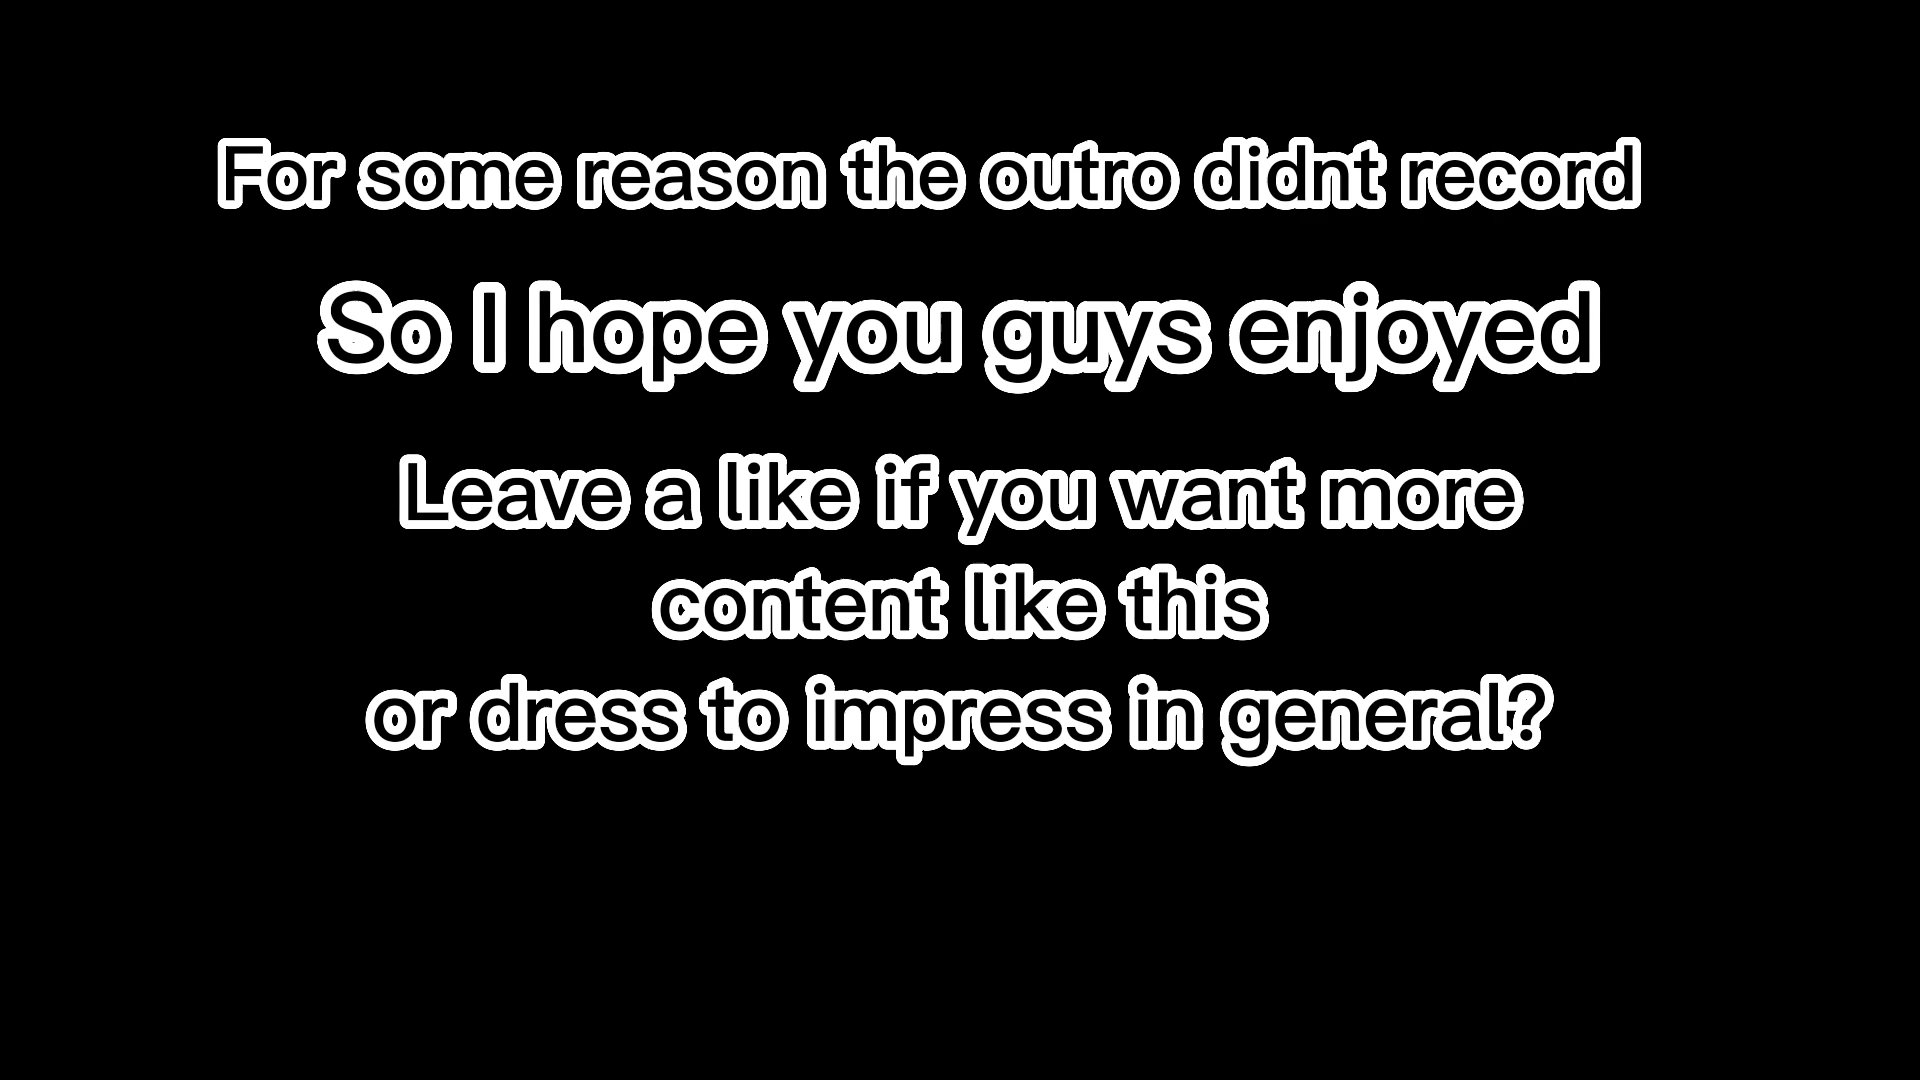 For some reason the outro didnt record
So I hope you guys enjoyed
Leave a like if you want more
content like this
or dress to impress in general?